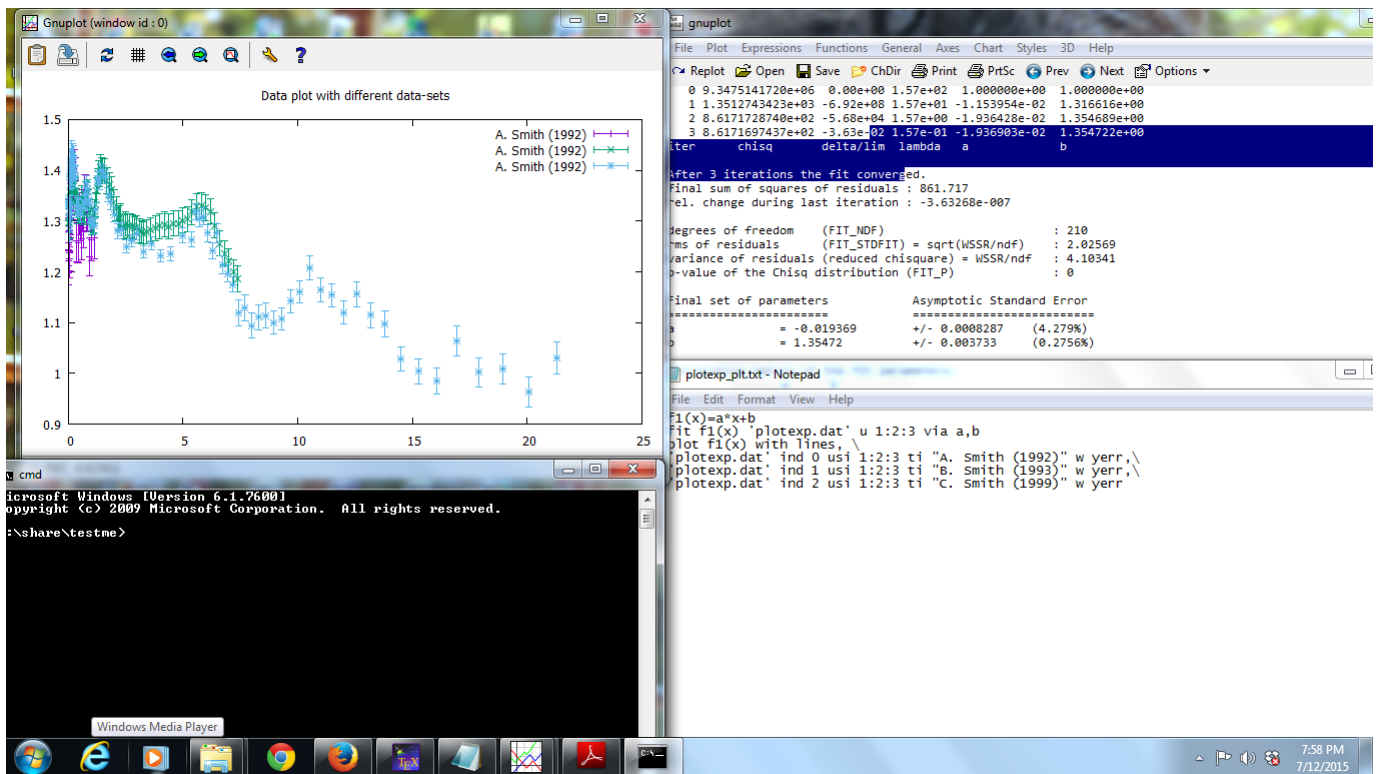 Gnuplot (window id : 0)
Data plot with different data-sets
A. Smith (1992)
A. Smith (1992)
A. Smith (1992)
1.5
1.4
1.3
1.2
1.1
1
0.9
0 5 10 15 20 25
gnuplot
File Plot Expressions Functions General Axes Chart Styles 3D Help
Replot Open Save ChDir Print PrtSc Prev Next Options
0 9.3475141720e+06 0.00e+00 1.57e+02 1.000000e+00 1.000000e+00
1 1.3512743423e+03 -6.92e+08 1.57e+01 -1.153954e-02 1.316616e+00
2 8.6171728740e+02 -5.68e+04 1.57e+00 -1.936428e-02 1.354689e+00
3 8.6171697437e+02 -3.63e-02 1.57e-01 -1.936903e-02 1.354722e+00
iter chisq delta/lim lambda a b
After 3 iterations the fit converged.
final sum of squares of residuals : 861.717
rel. change during last iteration : -3.63268e-007
degrees of freedom (FIT_NDF) : 210
rms of residuals (FIT_STDFIT) = sqrt(WSSR/ndf) : 2.02569
variance of residuals (reduced chisquare) = WSSR/ndf : 4.10341
p-value of the Chisq distribution (FIT_P) : 0
Final set of parameters Asymptotic Standard Error
======================= ==========================
a = -0.019369 +/- 0.0008287 (4.279%)
b = 1.35472 +/- 0.003733 (0.2756%)
plotexp_plt.txt - Notepad
File Edit Format View Help
f1(x)=a*x+b
fit f1(x) 'plotexp.dat' u 1:2:3 via a,b
plot f1(x) with lines, \
'plotexp.dat' ind 0 usi 1:2:3 ti "A. Smith (1992)" w yerr,\
'plotexp.dat' ind 1 usi 1:2:3 ti "B. Smith (1993)" w yerr,\
'plotexp.dat' ind 2 usi 1:2:3 ti "C. Smith (1999)" w yerr
cmd
icrosoft Windows [Version 6.1.7600]
opyright (c) 2009 Microsoft Corporation. All rights reserved.
:\share\testme>
Windows Media Player
TEX
C:\
7:58 PM
7/12/2015